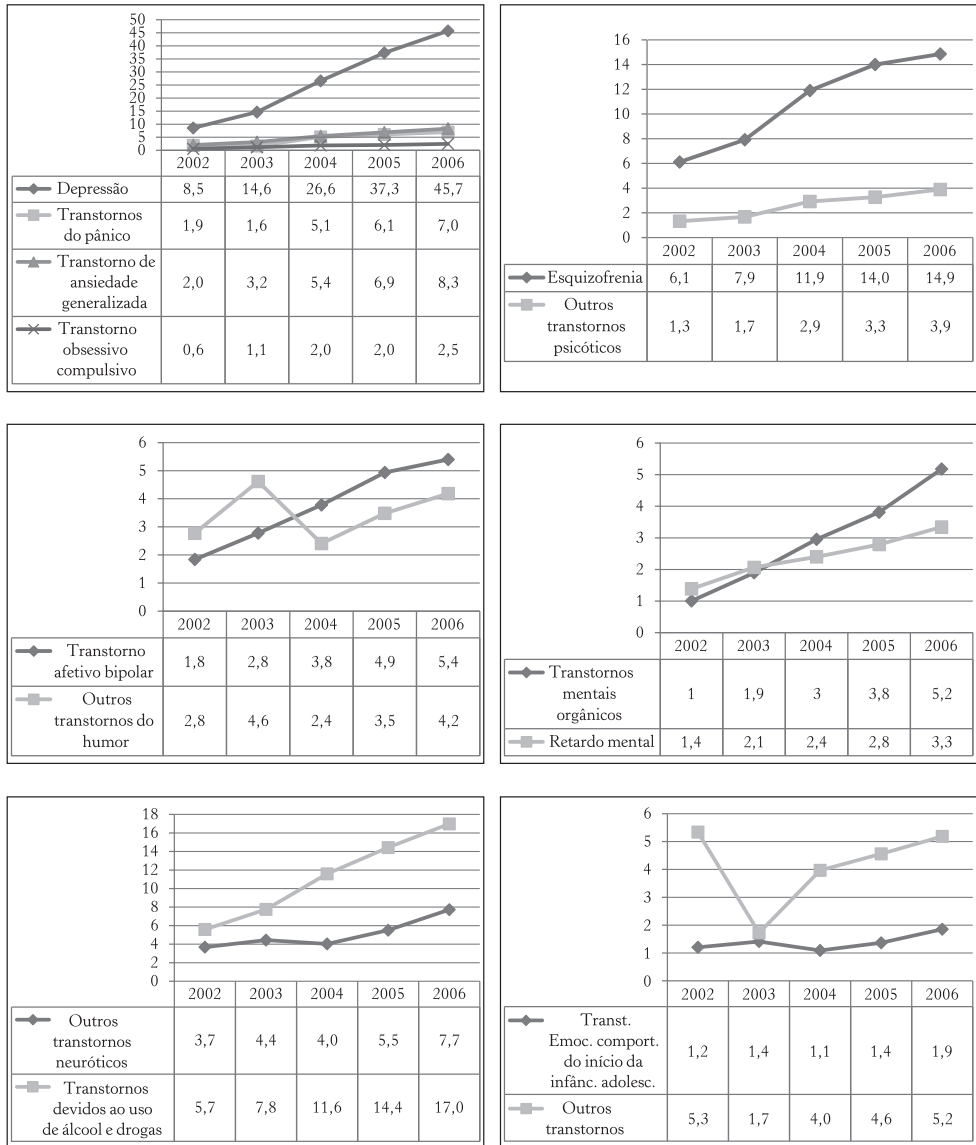 50
45
40
35
30
25
20
15
10
5
0
2002 2003 2004 2005 2006
Depressão 8,5 14,6 26,6 37,3 45,7
Transtornos
do pânico 1,9 1,6 5,1 6,1 7,0
Transtorno de
ansiedade
generalizada 2,0 3,2 5,4 6,9 8,3
Transtorno
obsessivo
compulsivo 0,6 1,1 2,0 2,0 2,5
16
14
12
10
8
6
4
2
0
2002 2003 2004 2005 2006
Esquizofrenia 6,1 7,9 11,9 14,0 14,9
Outros
transtornos
psicóticos 1,3 1,7 2,9 3,3 3,9
6
5
4
3
2
1
0
2002 2003 2004 2005 2006
Transtorno
afetivo bipolar 1,8 2,8 3,8 4,9 5,4
Outros
transtornos do
humor 2,8 4,6 2,4 3,5 4,2
6
5
4
3
2
1
0
2002 2003 2004 2005 2006
Transtornos
mentais
orgânicos 1 1,9 3 3,8 5,2
Retardo mental 1,4 2,1 2,4 2,8 3,3
18
16
14
12
10
8
6
4
2
0
2002 2003 2004 2005 2006
Outros
transtornos
neuróticos 3,7 4,4 4,0 5,5 7,7
Transtornos
devidos ao uso
de álcool e drogas 5,7 7,8 11,6 14,4 17,0
6
5
4
3
2
1
0
2002 2003 2004 2005 2006
Transt.
Emoc. comport.
do início da
infânc. adolesc. 1,2 1,4 1,1 1,4 1,9
Outros
transtornos 5,3 1,7 4,0 4,6 5,2